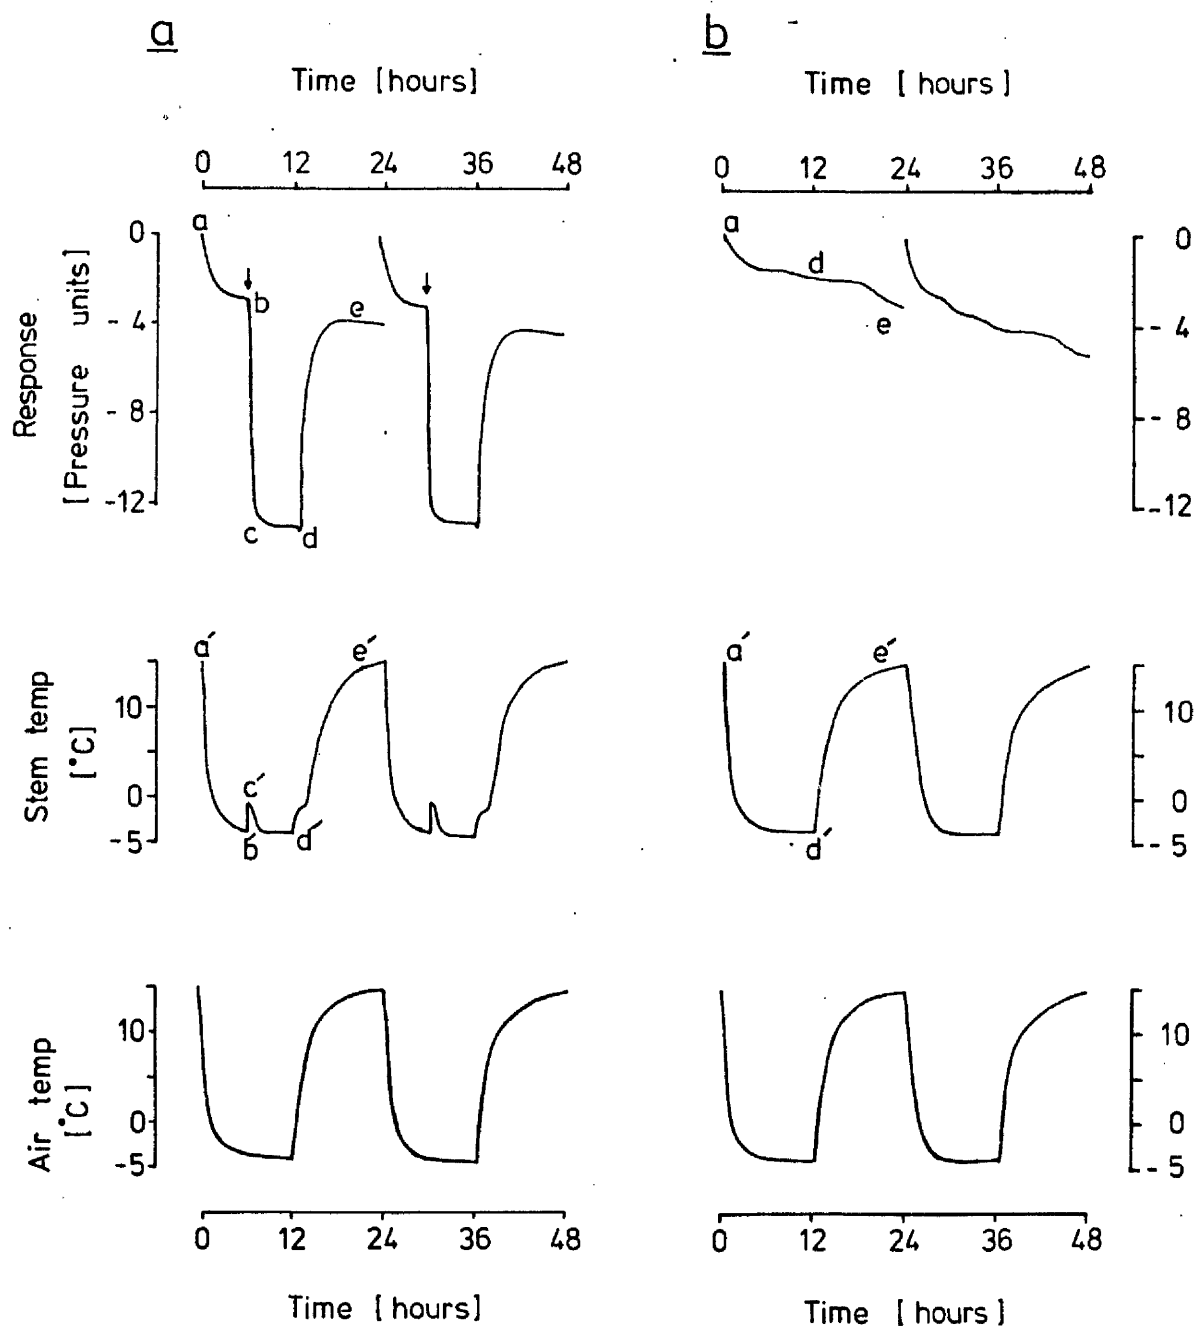 a
b
Time [hours]
Time [ hours ]
0 12 24 36 48
0 12 24 36 48
Response
[Pressure units]
0
- 4
- 8
-12
a
b
c
d
e
a
d
e
0
- 4
- 8
-12
Stem temp
[°C]
10
0
-5
a´
b´
c´
d´
e´
a´
d´
e´
10
0
- 5
Air temp
[°C]
10
0
-5
10
0
- 5
0 12 24 36 48
0 12 24 36 48
Time [hours]
Time [ hours ]